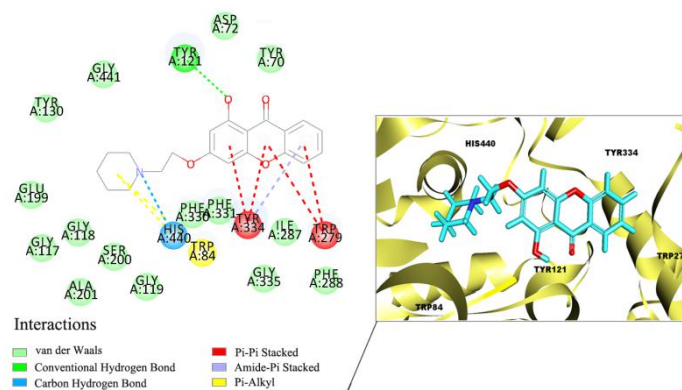 ASP
A:72
TYR
A:121
TYR
A:70
GLY
A:441
TYR
A:130
O
O
O
O
N
GLU
A:199
GLY
A:117
GLY
A:118
SER
A:200
ALA
A:201
GLY
A:119
HIS
A:440
TRP
A:84
PHE
A:330
PHE
A:331
TYR
A:334
ILE
A:287
TRP
A:279
GLY
A:335
PHE
A:288
HIS440
TYR334
TYR121
TRP27
TRP84
Interactions
van der Waals
Conventional Hydrogen Bond
Carbon Hydrogen Bond
Pi-Pi Stacked
Amide-Pi Stacked
Pi-Alkyl